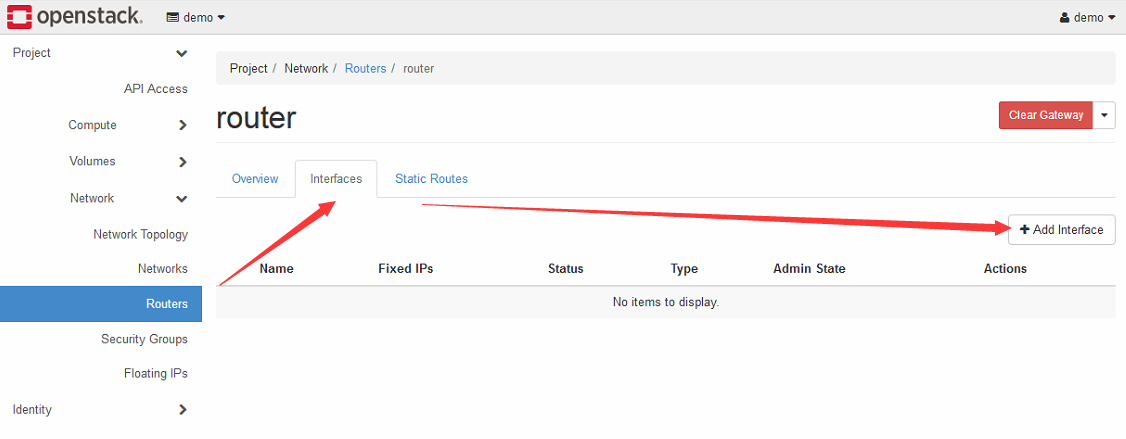 openstack. demo demo
Project
API Access
Compute
Volumes
Network
Network Topology
Networks
Routers
Security Groups
Floating IPs
Identity
Project / Network / Routers / router
router
Clear Gateway
Overview Interfaces Static Routes
+ Add Interface
Name Fixed IPs Status Type Admin State Actions
No items to display.